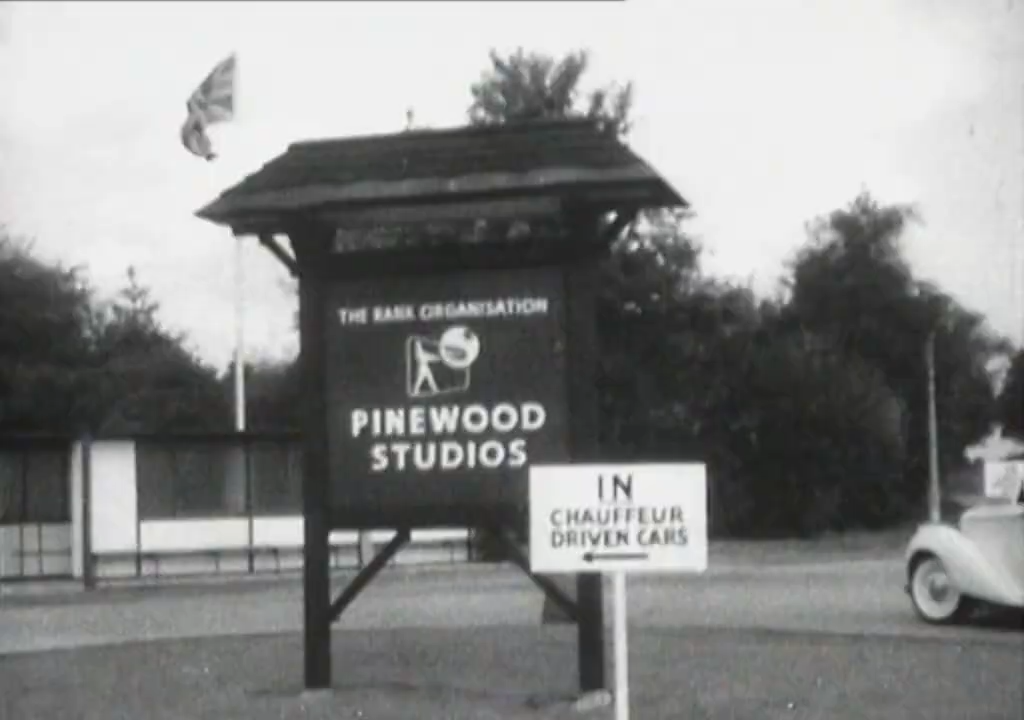 THE RANK ORGANISATION
PINEWOOD
STUDIOS
IN
CHAUFFEUR
DRIVEN CARS